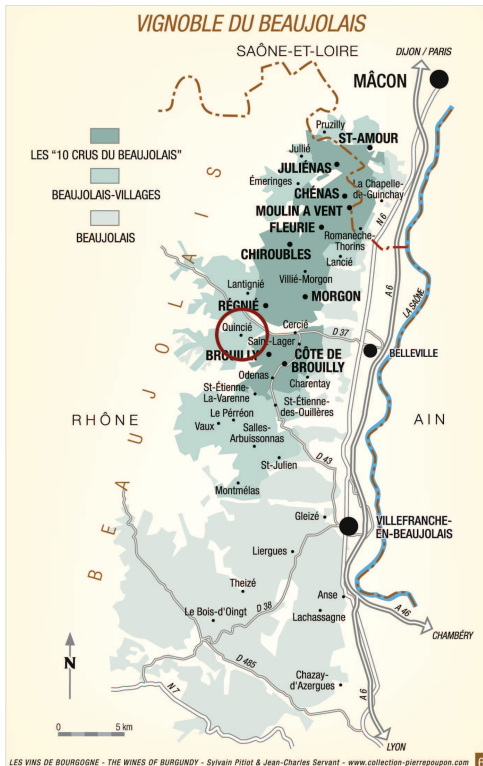 VIGNOBLE DU BEAUJOLAIS
SAÔNE-ET-LOIRE
DIJON / PARIS
MÂCON
LES "10 CRUS DU BEAUJOLAIS"
BEAUJOLAIS-VILLAGES
BEAUJOLAIS
BEAUJOLAIS
Pruzilly
ST-AMOUR
Jullié
JULIÉNAS
Émeringes
CHÉNAS
La Chapelle-
de-Guinchay
MOULIN A VENT
N 6
FLEURIE
Romanèche-
Thorins
CHIROUBLES
Lancié
Villié-Morgon
A 6
LA SAÔNE
Lantigné
MORGON
RÉGNIÉ
Quincié
Cercié
D 37
Saint-Lager
BELLEVILLE
BROUILLY
CÔTE DE
BROUILLY
Odenas
Charentay
St-Étienne-
La-Varenne
St-Étienne-
des-Ouillères
RHÔNE
AIN
Le Pérréon
Vaux
Salles-
Arbuissonnas
D 43
St-Julien
Montmélas
Gleizé
VILLEFRANCHE-
EN-BEAUJOLAIS
Liergues
Theizé
Anse
A 46
Le Bois-d'Oingt
D 38
Lachassagne
CHAMBÉRY
N
D 485
N 7
Chazay-
d'Azergues
A 6
0 5 km
LYON
LES VINS DE BOURGOGNE - THE WINES OF BURGUNDY - Sylvain Pitiot & Jean-Charles Servant - www.collection-pierrepoupon.com